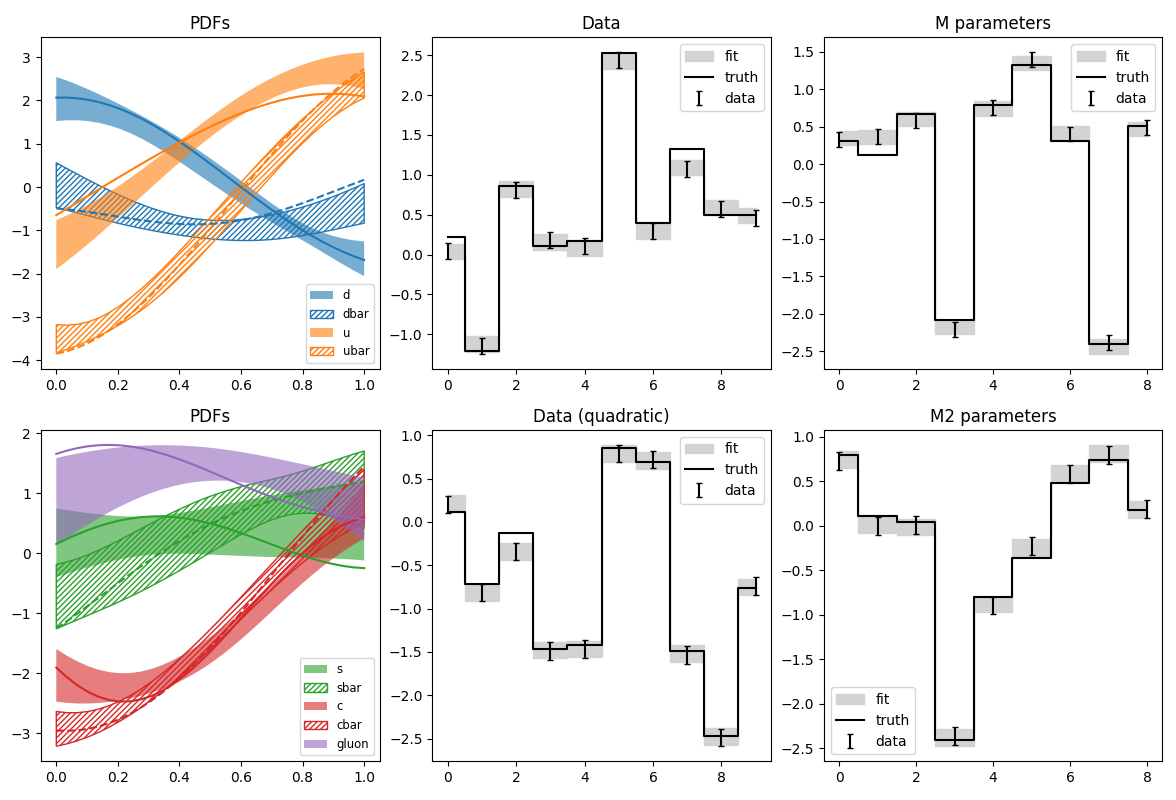 PDFs
3
2
1
0
−1
−2
−3
−4
0.0 0.2 0.4 0.6 0.8 1.0
d
dbar
u
ubar
Data
2.5
2.0
1.5
1.0
0.5
0.0
−0.5
−1.0
0 2 4 6 8
fit
truth
data
M parameters
1.5
1.0
0.5
0.0
−0.5
−1.0
−1.5
−2.0
−2.5
0 2 4 6 8
fit
truth
data
PDFs
2
1
0
−1
−2
−3
0.0 0.2 0.4 0.6 0.8 1.0
s
sbar
c
cbar
gluon
Data (quadratic)
1.0
0.5
0.0
−0.5
−1.0
−1.5
−2.0
−2.5
0 2 4 6 8
fit
truth
data
M2 parameters
1.0
0.5
0.0
−0.5
−1.0
−1.5
−2.0
−2.5
0 2 4 6 8
fit
truth
data